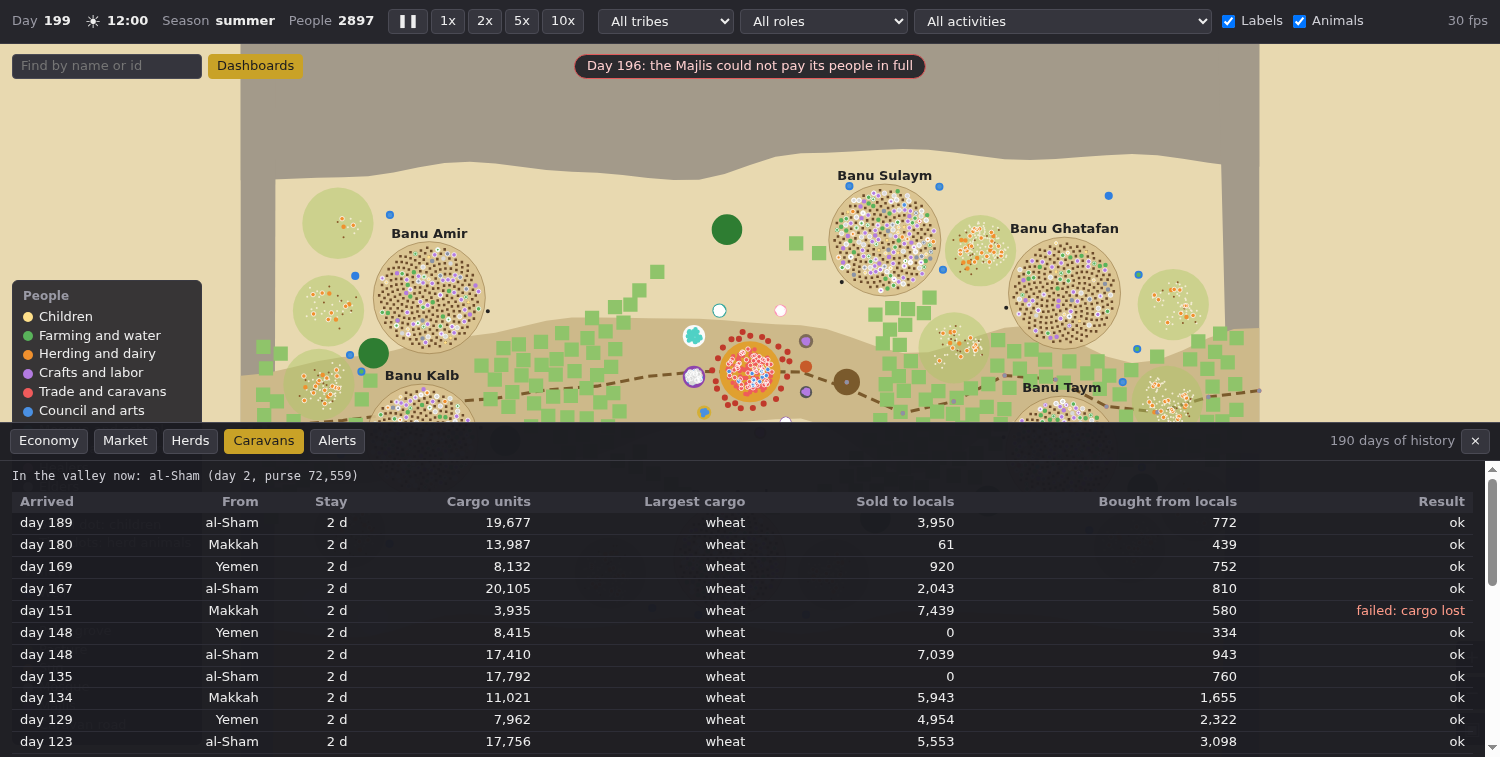 Day 199 ☀ 12:00 Season summer People 2897 ❚❚ 1x 2x 5x 10x All tribes All roles All activities Labels Animals 30 fps
Find by name or id Dashboards Day 196: the Majlis could not pay its people in full
Banu Sulaym
Banu Amir
Banu Ghatafan
People
Children
Farming and water
Herding and dairy
Crafts and labor
Trade and caravans
Council and arts
Banu Kalb
Banu Taym
Economy Market Herds Caravans Alerts 190 days of history ✕
In the valley now: al-Sham (day 2, purse 72,559)
Arrived From Stay Cargo units Largest cargo Sold to locals Bought from locals Result
day 189 al-Sham 2 d 19,677 wheat 3,950 772 ok
day 180 Makkah 2 d 13,987 wheat 61 439 ok
day 169 Yemen 2 d 8,132 wheat 920 752 ok
day 167 al-Sham 2 d 20,105 wheat 2,043 810 ok
day 151 Makkah 2 d 3,935 wheat 7,439 580 failed: cargo lost
day 148 Yemen 2 d 8,415 wheat 0 334 ok
day 148 al-Sham 2 d 17,410 wheat 7,039 943 ok
day 135 al-Sham 2 d 17,792 wheat 0 760 ok
day 134 Makkah 2 d 11,021 wheat 5,943 1,655 ok
day 129 Yemen 2 d 7,962 wheat 4,954 2,322 ok
day 123 al-Sham 2 d 17,756 wheat 5,553 3,098 ok